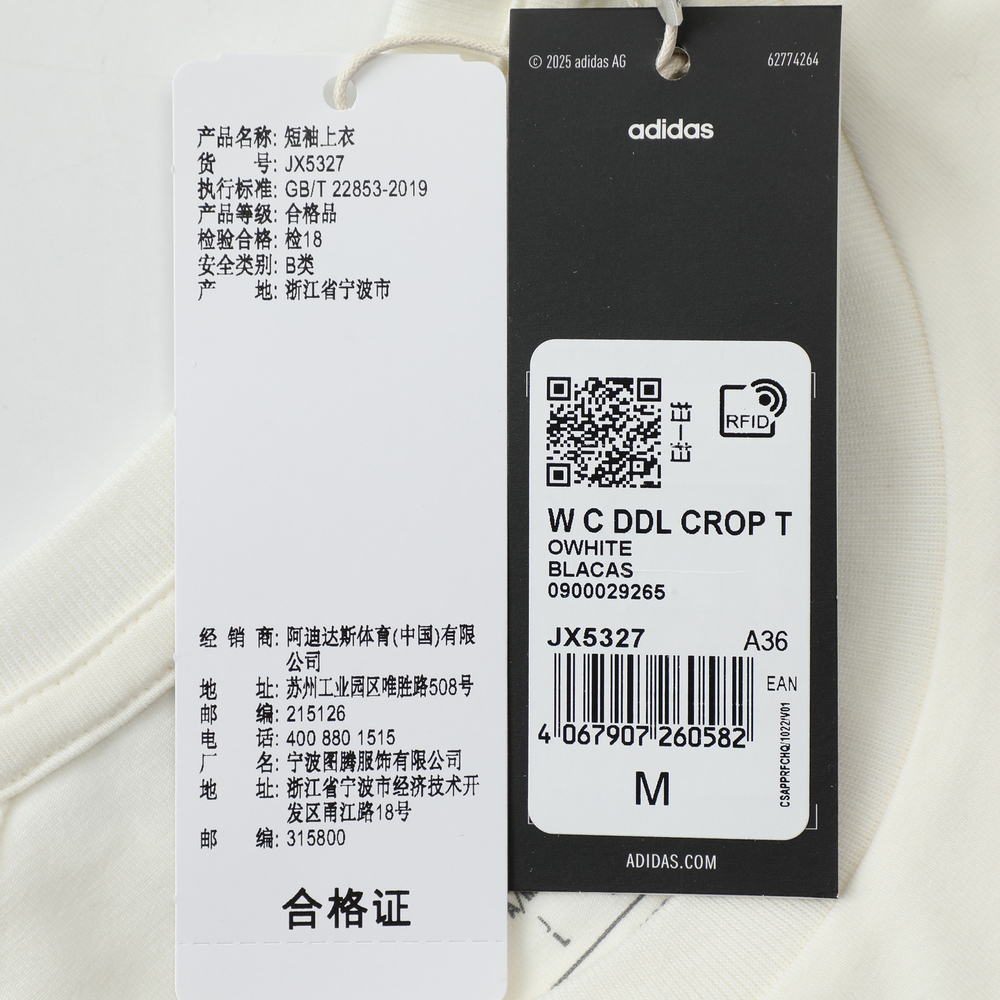 产品名称: 短袖上衣
货 号: JX5327
执行标准: GB/T 22853-2019
产品等级: 合格品
检验合格: 检18
安全类别: B类
产 地: 浙江省宁波市
经 销 商: 阿迪达斯体育(中国)有限
公司
地 址: 苏州工业园区唯胜路508号
邮 编: 215126
电 话: 400 880 1515
厂 名: 宁波图腾服饰有限公司
地 址: 浙江省宁波市经济技术开
发区甬江路18号
邮 编: 315800
合格证
© 2025 adidas AG
62774264
adidas
RFID
W C DDL CROP T
OWHITE
BLACAS
0900029265
JX5327
A36
EAN
4 067907 260582
CSAPPRFCHQ/1022/V01
M
ADIDAS.COM